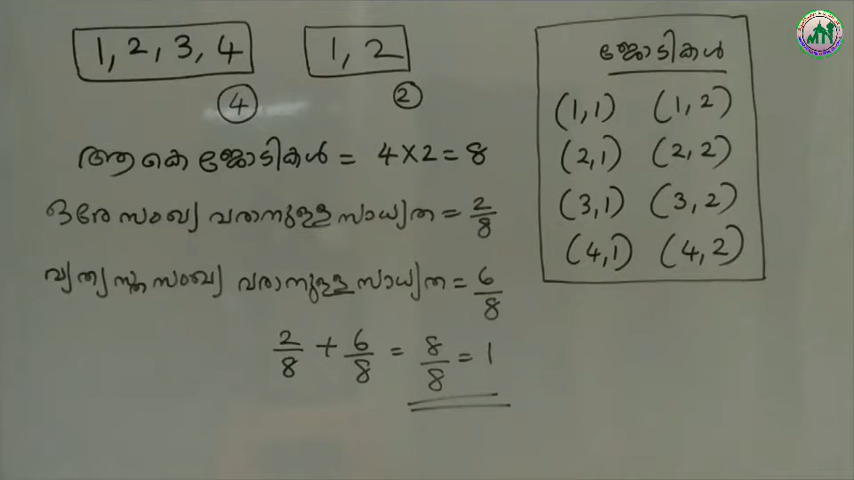 1, 2, 3, 4
1, 2
4
2
ആകെ ജോടികൾ = 4 X 2 = 8
ഒരേ സംഖ്യ വരാനുള്ള സാധ്യത = 2/8
വ്യത്യസ്ത സംഖ്യ വരാനുള്ള സാധ്യത = 6/8
2/8 + 6/8 = 8/8 = 1
ജോടികൾ
(1,1) (1,2)
(2,1) (2,2)
(3,1) (3,2)
(4,1) (4,2)